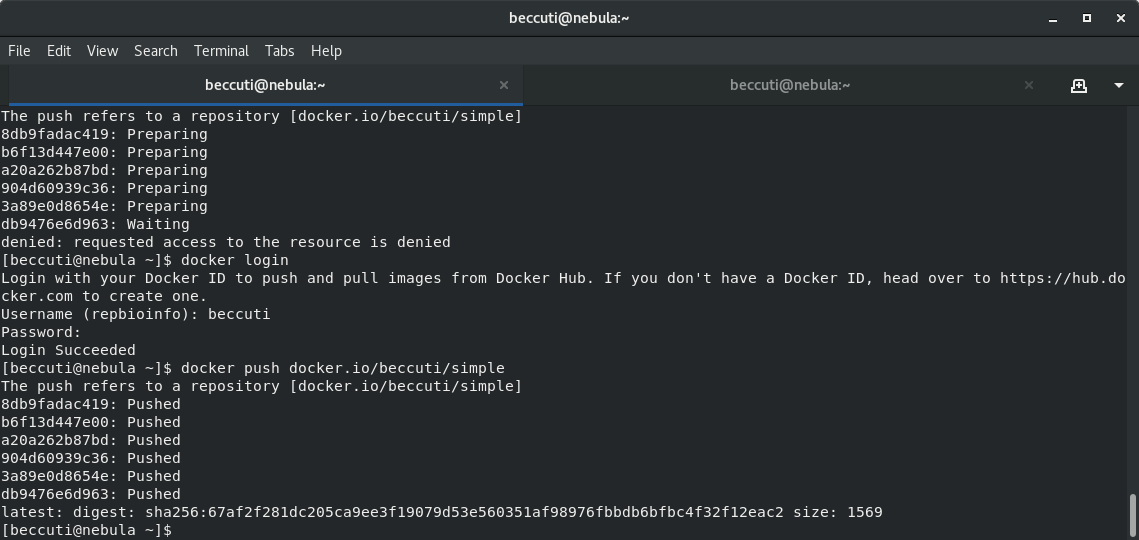 beccuti@nebula:~
File Edit View Search Terminal Tabs Help
beccuti@nebula:~ beccuti@nebula:~
The push refers to a repository [docker.io/beccuti/simple]
8db9fadac419: Preparing
b6f13d447e00: Preparing
a20a262b87bd: Preparing
904d60939c36: Preparing
3a89e0d8654e: Preparing
db9476e6d963: Waiting
denied: requested access to the resource is denied
[beccuti@nebula ~]$ docker login
Login with your Docker ID to push and pull images from Docker Hub. If you don't have a Docker ID, head over to https://hub.do
cker.com to create one.
Username (repbioinfo): beccuti
Password:
Login Succeeded
[beccuti@nebula ~]$ docker push docker.io/beccuti/simple
The push refers to a repository [docker.io/beccuti/simple]
8db9fadac419: Pushed
b6f13d447e00: Pushed
a20a262b87bd: Pushed
904d60939c36: Pushed
3a89e0d8654e: Pushed
db9476e6d963: Pushed
latest: digest: sha256:67af2f281dc205ca9ee3f19079d53e560351af98976fbbdb6bfbc4f32f12eac2 size: 1569
[beccuti@nebula ~]$